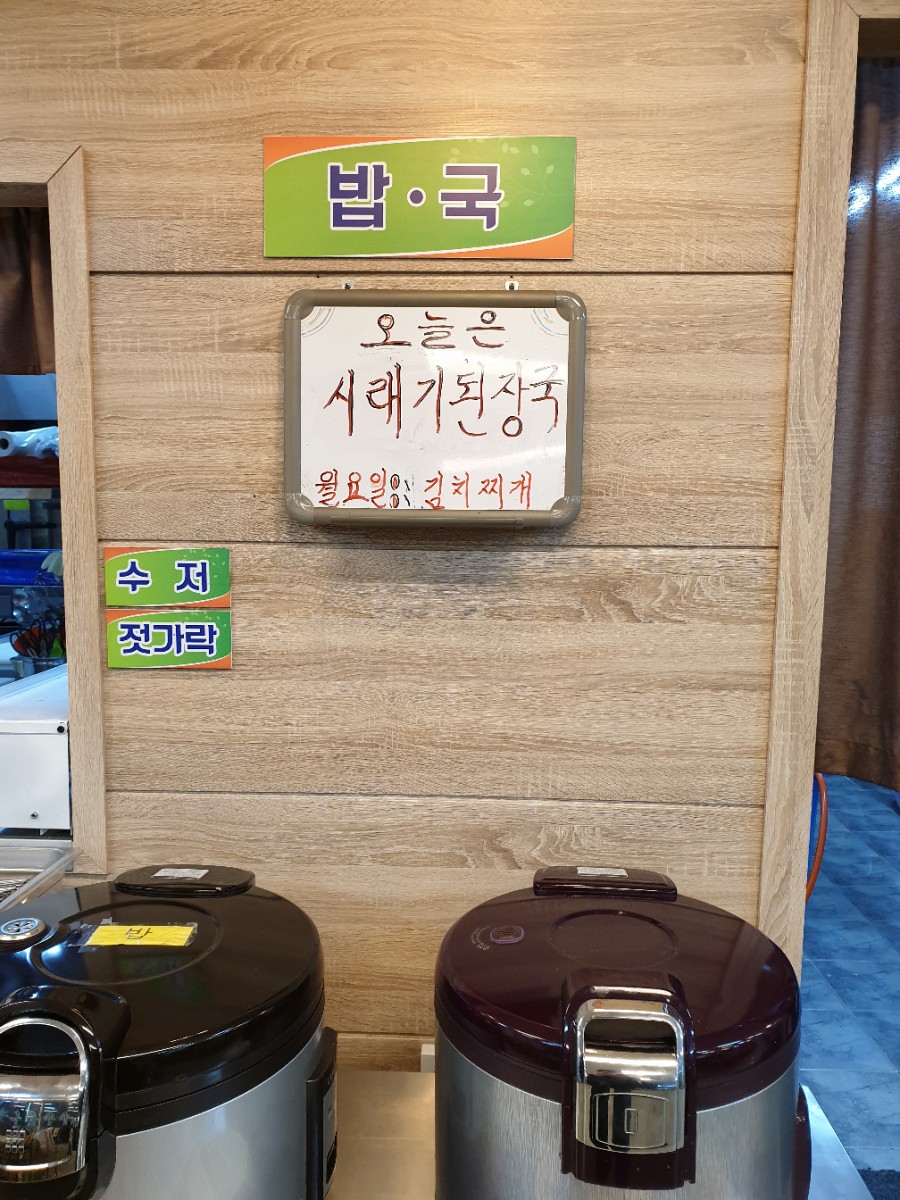 밥·국
오늘은
시래기된장국
월요일은 김치찌개
수 저
젓가락
밥